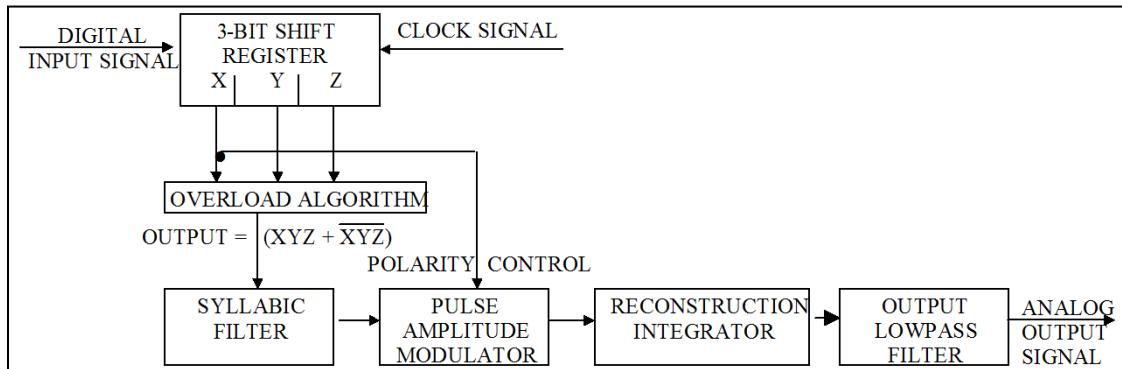 DIGITAL
INPUT SIGNAL
3-BIT SHIFT
REGISTER
X Y Z
CLOCK SIGNAL
OVERLOAD ALGORITHM
OUTPUT = (XYZ + X̅Y̅Z̅)
POLARITY CONTROL
SYLLABIC
FILTER
PULSE
AMPLITUDE
MODULATOR
RECONSTRUCTION
INTEGRATOR
OUTPUT
LOWPASS
FILTER
ANALOG
OUTPUT
SIGNAL